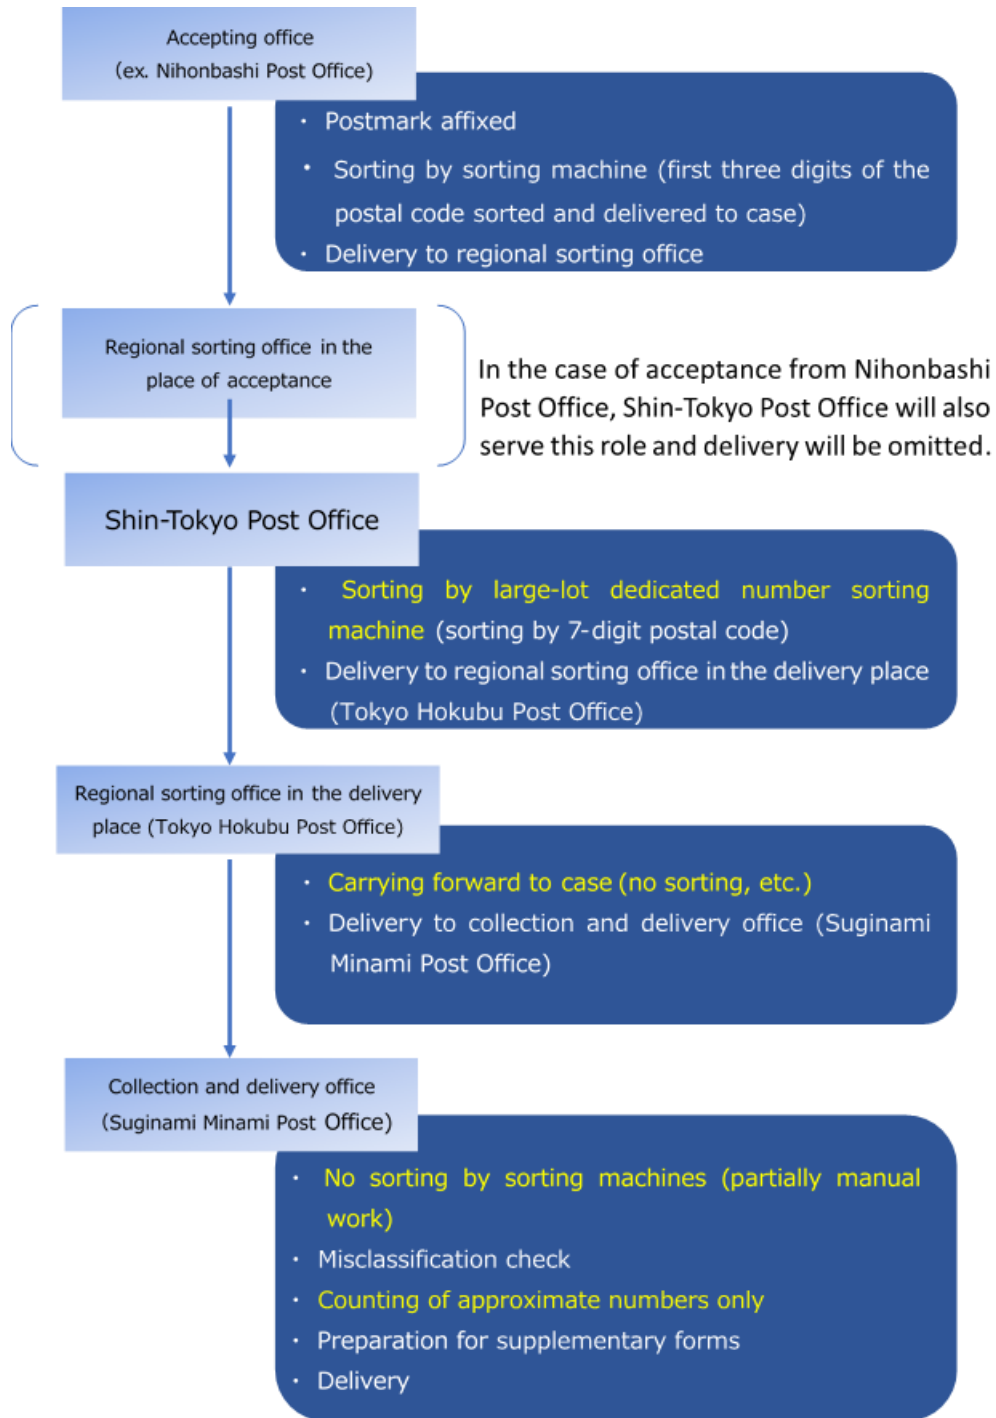 Accepting office
(ex. Nihonbashi Post Office)
・ Postmark affixed
・ Sorting by sorting machine (first three digits of the
postal code sorted and delivered to case)
・ Delivery to regional sorting office
Regional sorting office in the
place of acceptance
In the case of acceptance from Nihonbashi
Post Office, Shin-Tokyo Post Office will also
serve this role and delivery will be omitted.
Shin-Tokyo Post Office
・ Sorting by large-lot dedicated number sorting
machine (sorting by 7-digit postal code)
・ Delivery to regional sorting office in the delivery place
(Tokyo Hokubu Post Office)
Regional sorting office in the delivery
place (Tokyo Hokubu Post Office)
・ Carrying forward to case (no sorting, etc.)
・ Delivery to collection and delivery office (Suginami
Minami Post Office)
Collection and delivery office
(Suginami Minami Post Office)
・ No sorting by sorting machines (partially manual
work)
・ Misclassification check
・ Counting of approximate numbers only
・ Preparation for supplementary forms
・ Delivery